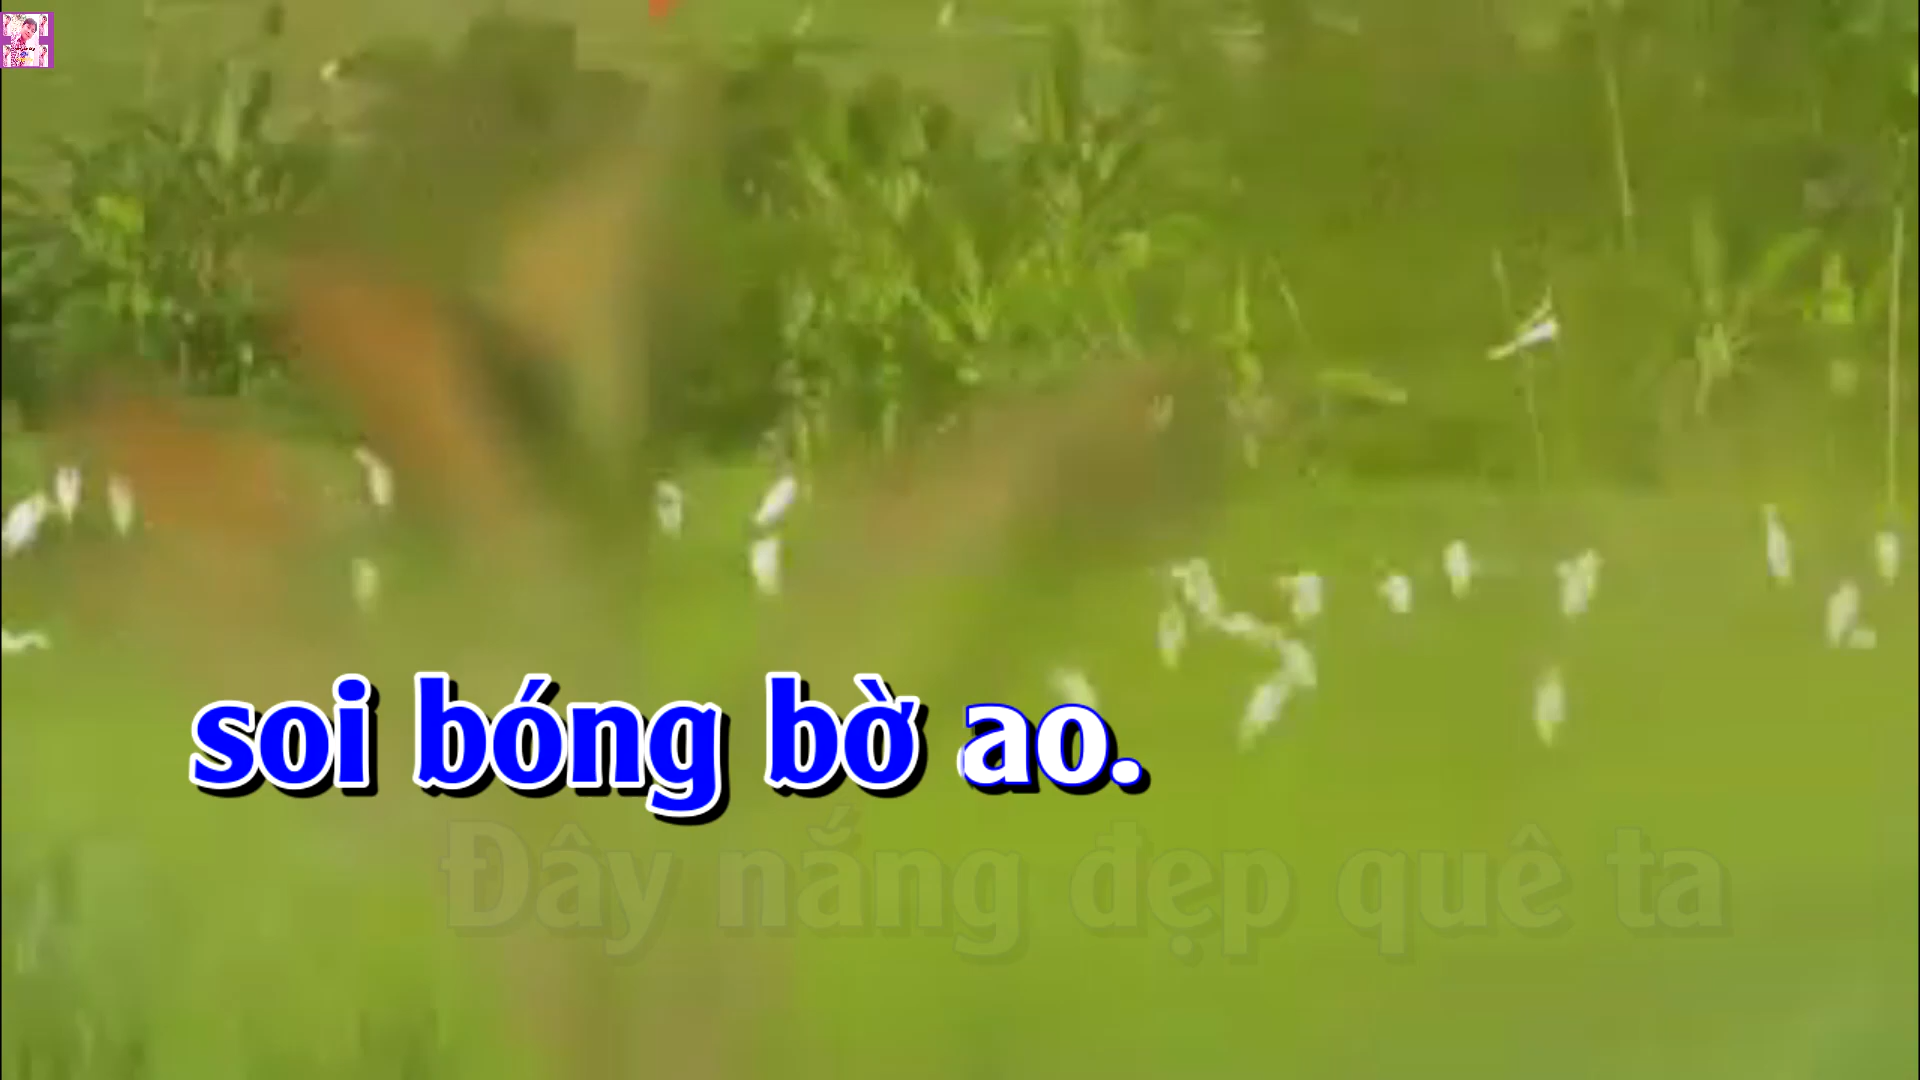 soi bóng bờ ao.
Đây nắng đẹp quê ta